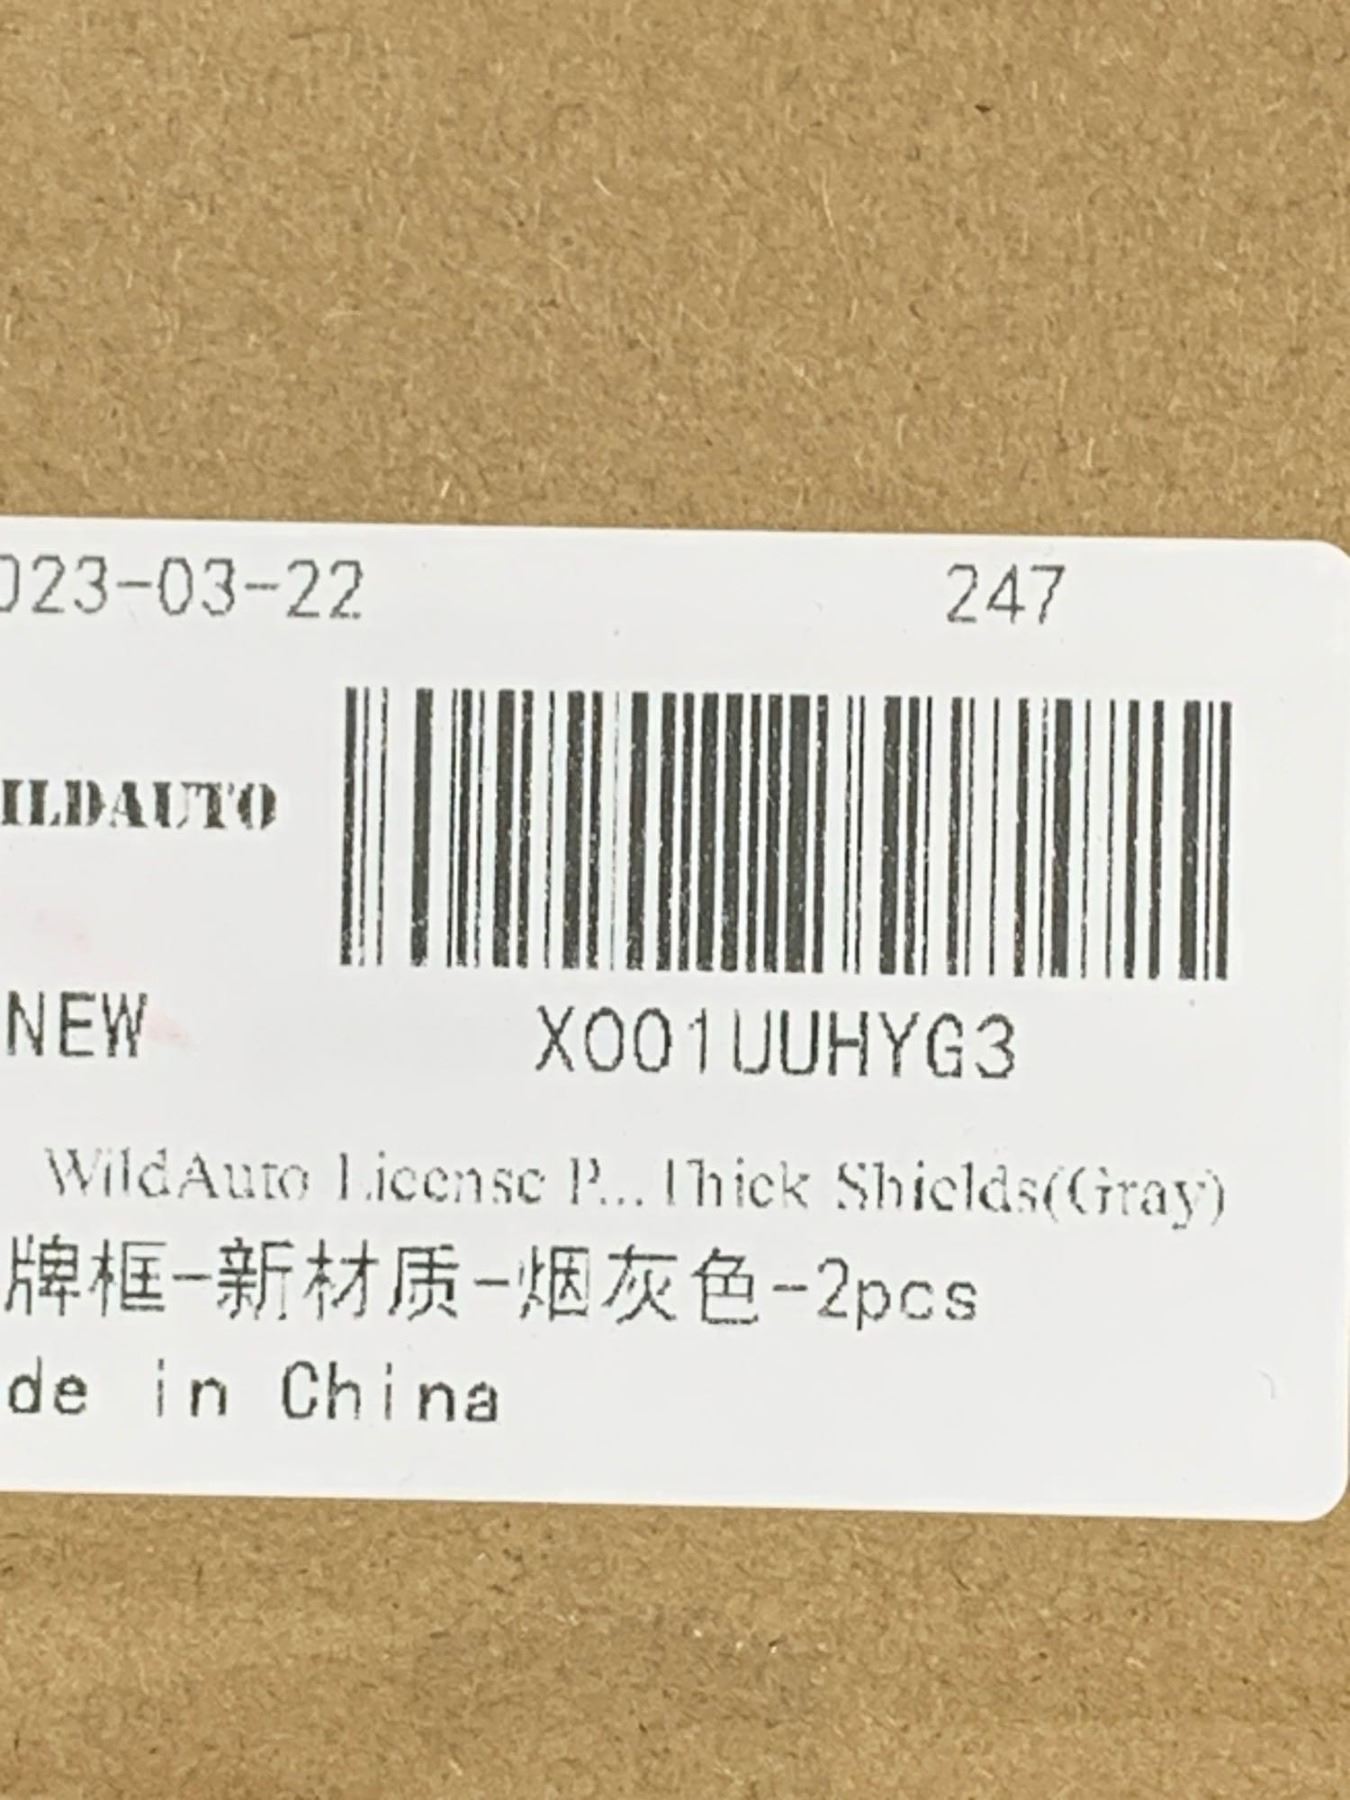 023-03-22 247
ILDAUTO
NEW X001UUHYG3
WildAuto License P...Thick Shields(Gray)
牌框-新材质-烟灰色-2pcs
de in China